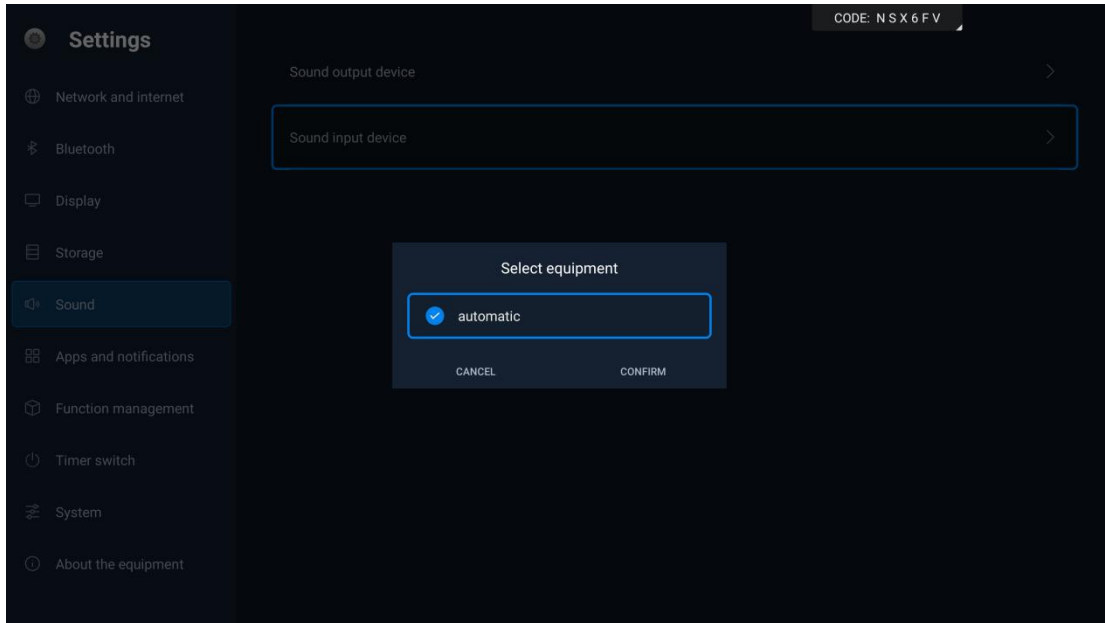 CODE: N S X 6 F V
Settings
Network and internet
Bluetooth
Display
Storage
Sound
Apps and notifications
Function management
Timer switch
System
About the equipment
Sound output device
Sound input device
Select equipment
automatic
CANCEL CONFIRM